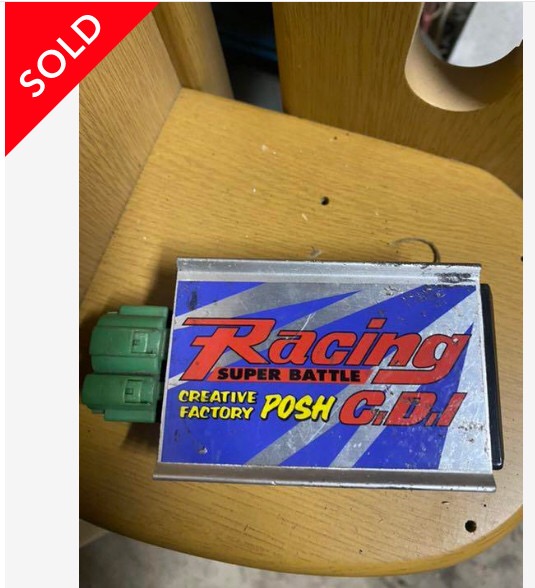 SOLD
Racing
SUPER BATTLE
CREATIVE
FACTORY
POSH
C.D.I